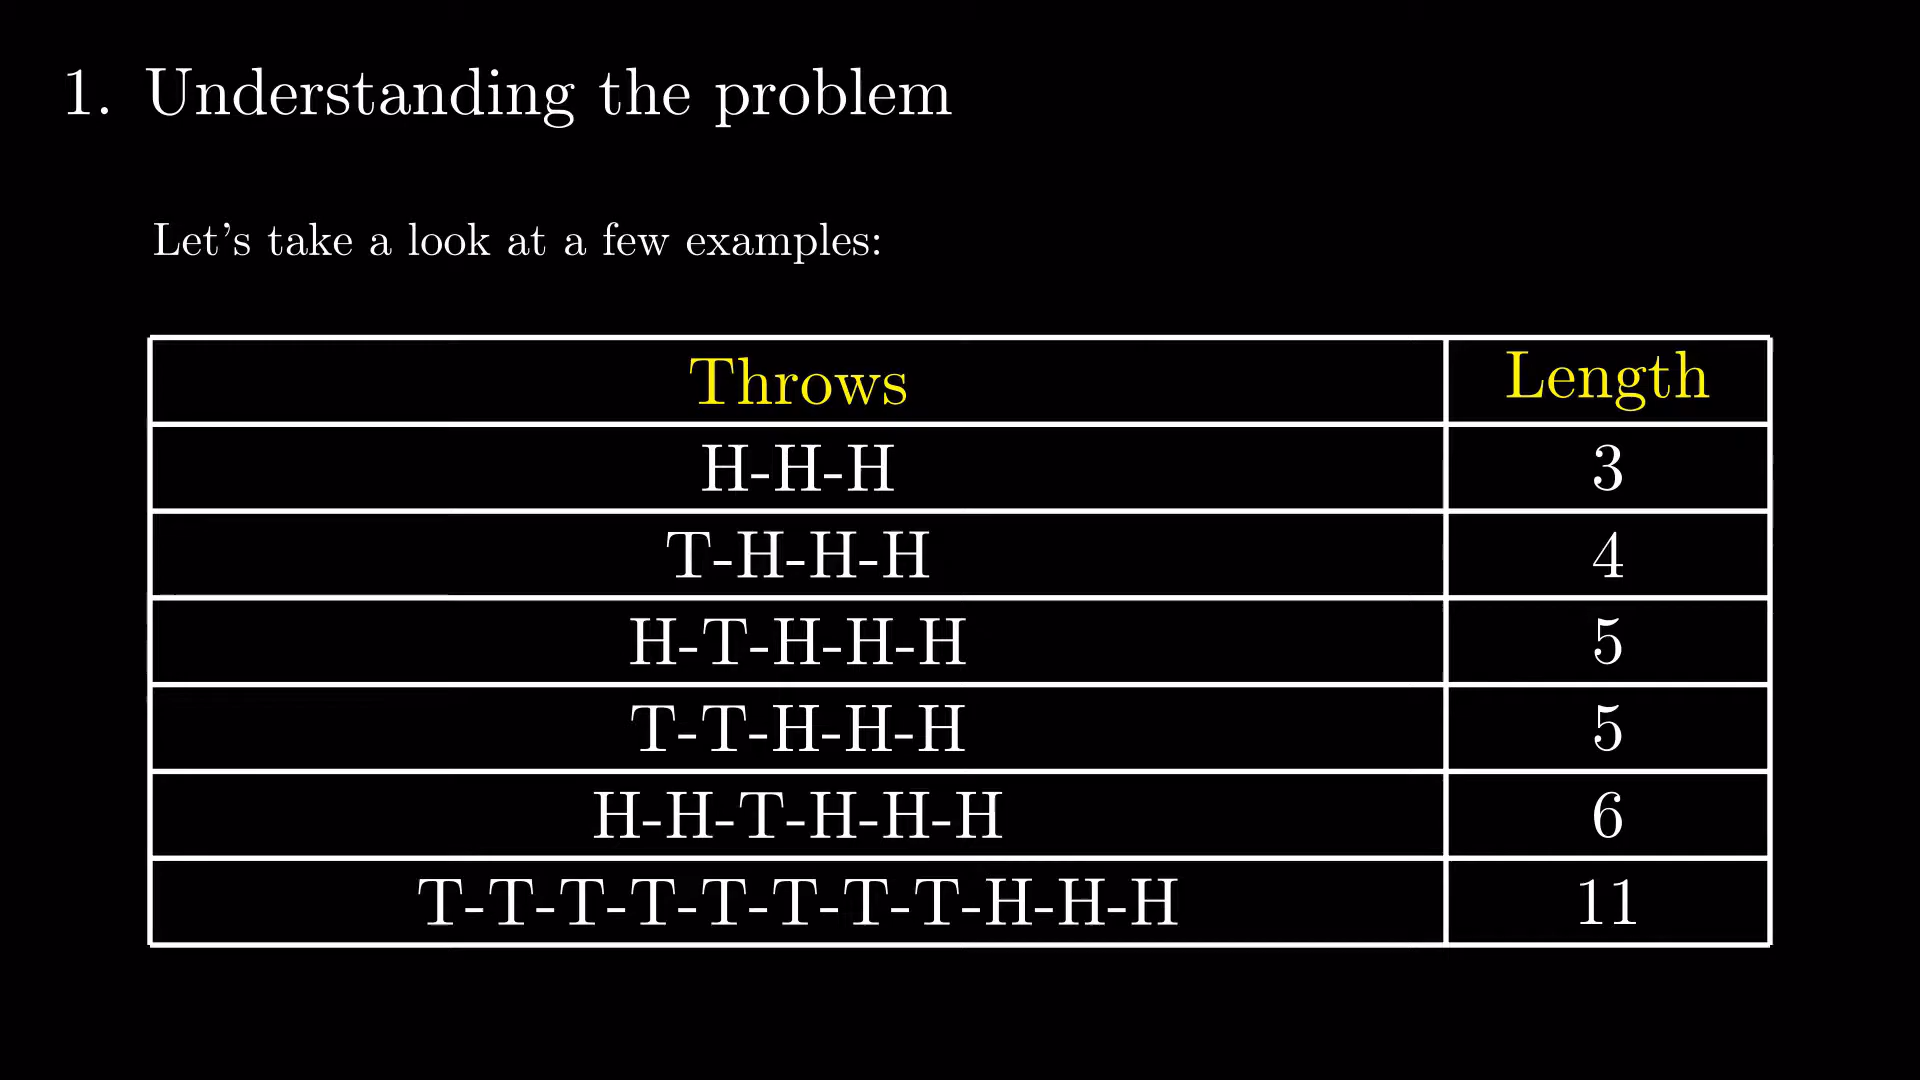 1. Understanding the problem
Let's take a look at a few examples:
Throws Length
H-H-H 3
T-H-H-H 4
H-T-H-H-H 5
T-T-H-H-H 5
H-H-T-H-H-H 6
T-T-T-T-T-T-T-T-H-H-H 11